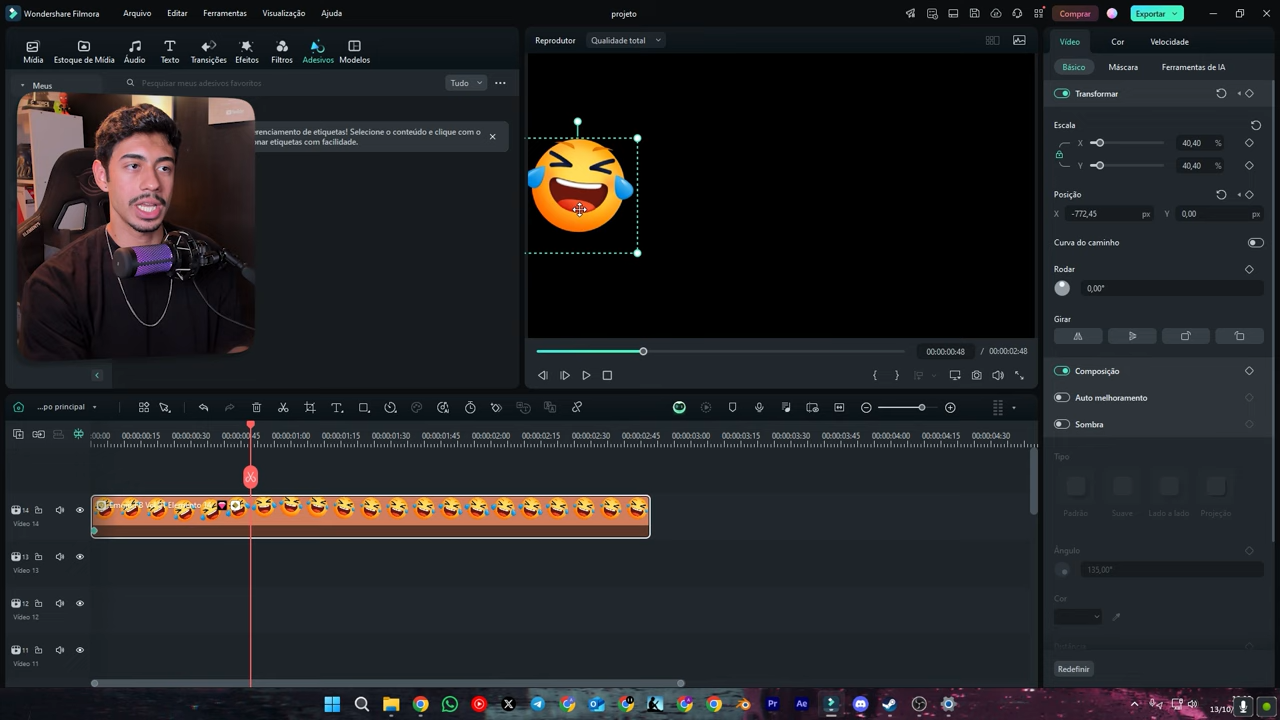 Wondershare Filmora
Arquivo
Editar
Ferramentas
Visualização
Ajuda
projeto
Comprar
Exportar
Mídia
Estoque de Mídia
Áudio
Texto
Transições
Efeitos
Filtros
Adesivos
Modelos
Meus
Pesquisar meus adesivos favoritos
Tudo
erenciamento de etiquetas! Selecione o conteúdo e clique com o
onar etiquetas com facilidade.
Reprodutor
Qualidade total
00:00:00:48 / 00:00:02:48
Vídeo
Cor
Velocidade
Básico
Máscara
Ferramentas de IA
Transformar
Escala
X 40,40 %
Y 40,40 %
Posição
X -772,45 px Y 0,00 px
Curva do caminho
Rodar
0,00°
Girar
Composição
Auto melhoramento
Sombra
Tipo
Padrão
Suave
Lado a lado
Projeção
Ângulo
135,00°
Cor
Redefinir
...po principal
:00:00 00:00:00:15 00:00:00:30 00:00:00:45 00:00:01:00 00:00:01:15 00:00:01:30 00:00:01:45 00:00:02:00 00:00:02:15 00:00:02:30 00:00:02:45 00:00:03:00 00:00:03:15 00:00:03:30 00:00:03:45 00:00:04:00 00:00:04:15 00:00:04:30
14
Vídeo 14
13
Vídeo 13
12
Vídeo 12
11
Vídeo 11
Pr
Ae
13/10